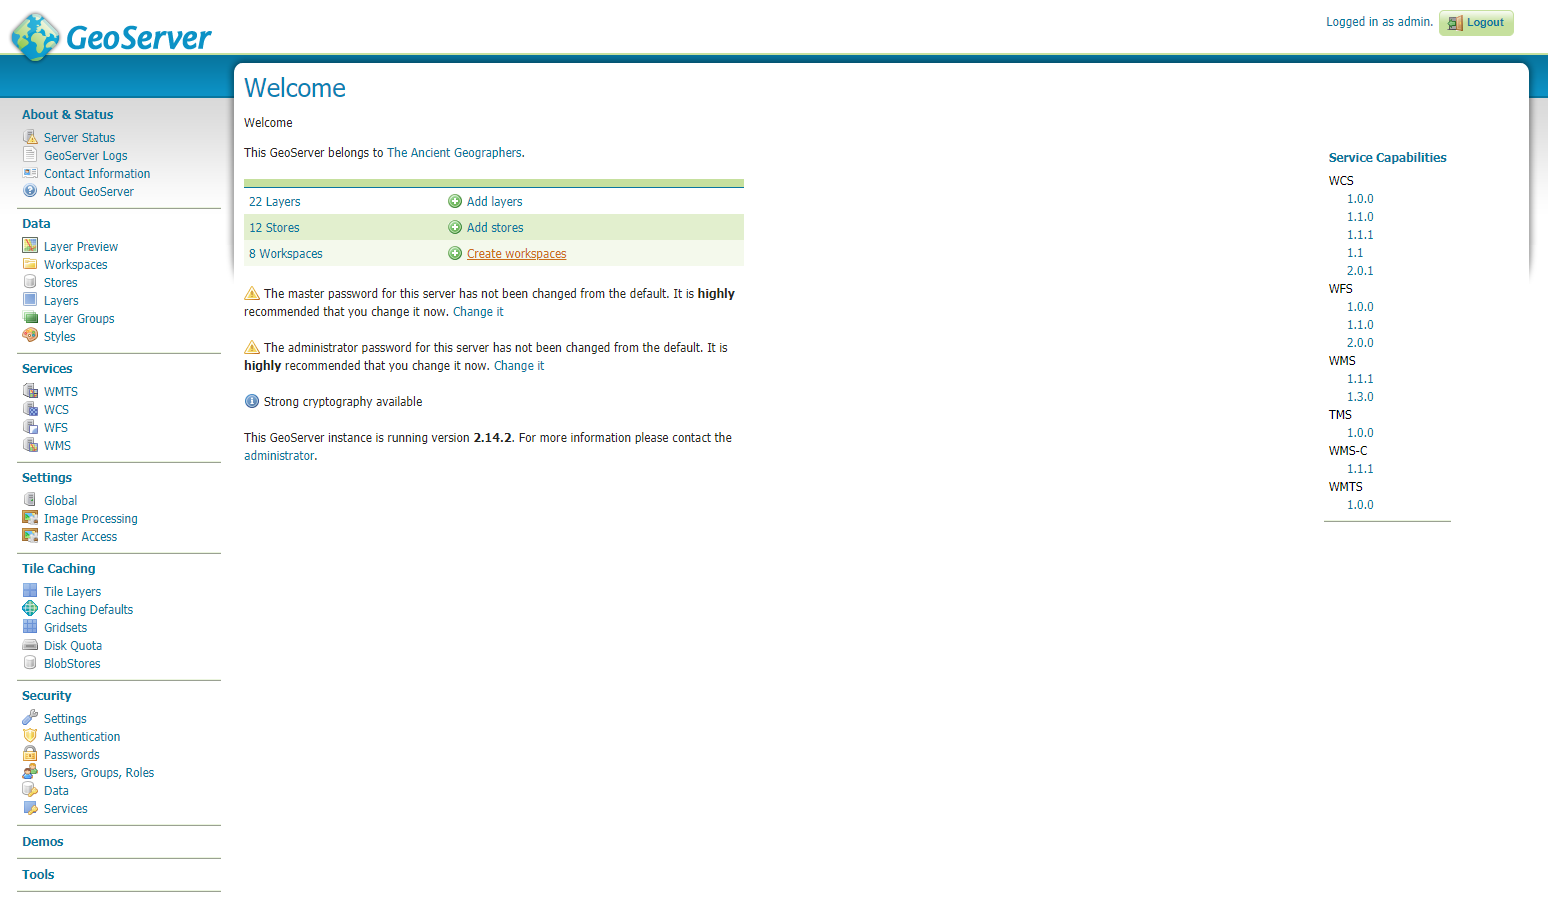 GeoServer
Logged in as admin.
Logout
About & Status
Server Status
GeoServer Logs
Contact Information
About GeoServer
Data
Layer Preview
Workspaces
Stores
Layers
Layer Groups
Styles
Services
WMTS
WCS
WFS
WMS
Settings
Global
Image Processing
Raster Access
Tile Caching
Tile Layers
Caching Defaults
Gridsets
Disk Quota
BlobStores
Security
Settings
Authentication
Passwords
Users, Groups, Roles
Data
Services
Demos
Tools
Welcome
Welcome
This GeoServer belongs to The Ancient Geographers.
22 Layers Add layers
12 Stores Add stores
8 Workspaces Create workspaces
The master password for this server has not been changed from the default. It is highly
recommended that you change it now. Change it
The administrator password for this server has not been changed from the default. It is
highly recommended that you change it now. Change it
Strong cryptography available
This GeoServer instance is running version 2.14.2. For more information please contact the
administrator.
Service Capabilities
WCS
1.0.0
1.1.0
1.1.1
1.1
2.0.1
WFS
1.0.0
1.1.0
2.0.0
WMS
1.1.1
1.3.0
TMS
1.0.0
WMS-C
1.1.1
WMTS
1.0.0